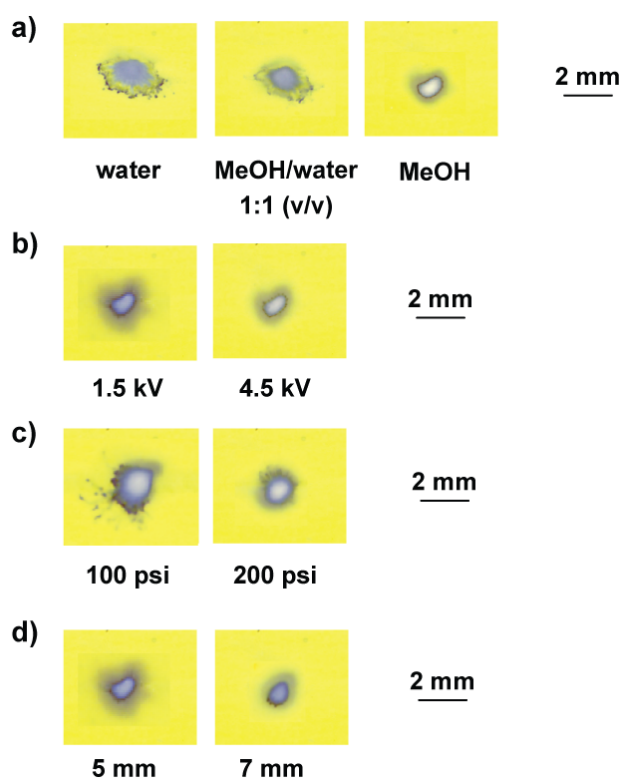 a)
2 mm
water
MeOH/water
1:1 (v/v)
MeOH
b)
2 mm
1.5 kV
4.5 kV
c)
2 mm
100 psi
200 psi
d)
2 mm
5 mm
7 mm